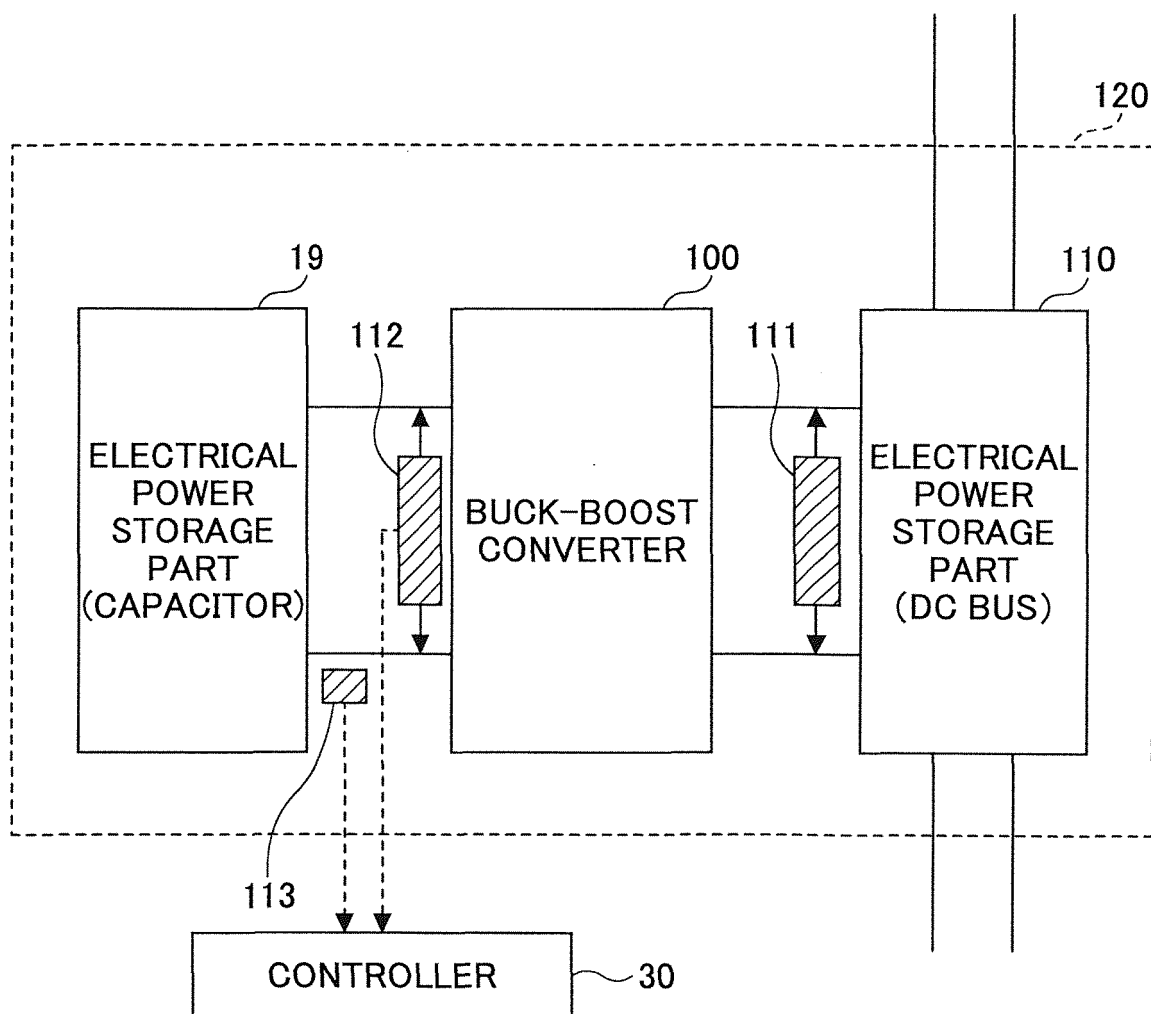 120
19
100
110
112
111
ELECTRICAL
POWER
STORAGE
PART
(CAPACITOR)
BUCK-BOOST
CONVERTER
ELECTRICAL
POWER
STORAGE
PART
(DC BUS)
113
CONTROLLER
30